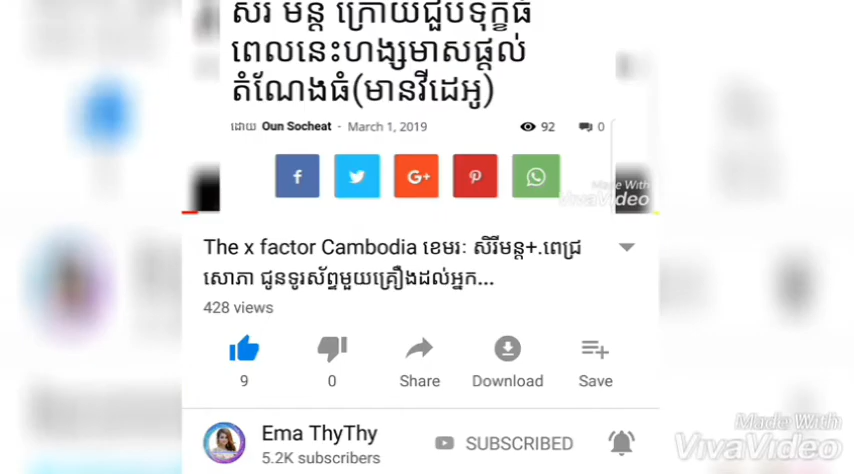 សិរី មន្ត ក្រោយជួបទុក្ខធំ
ពេលនេះហង្សមាសផ្ដល់
តំណែងធំ(មានវីដេអូ)
ដោយ Oun Socheat - March 1, 2019 92 0
Made With
VivaVideo
The x factor Cambodia ខេមរៈ សិរីមន្ត+.ពេជ្រ
សោភា ជូនទូរស័ព្ទមួយគ្រឿងដល់អ្នក...
428 views
9 0 Share Download Save
Ema ThyThy
5.2K subscribers
SUBSCRIBED
Made With
VivaVideo